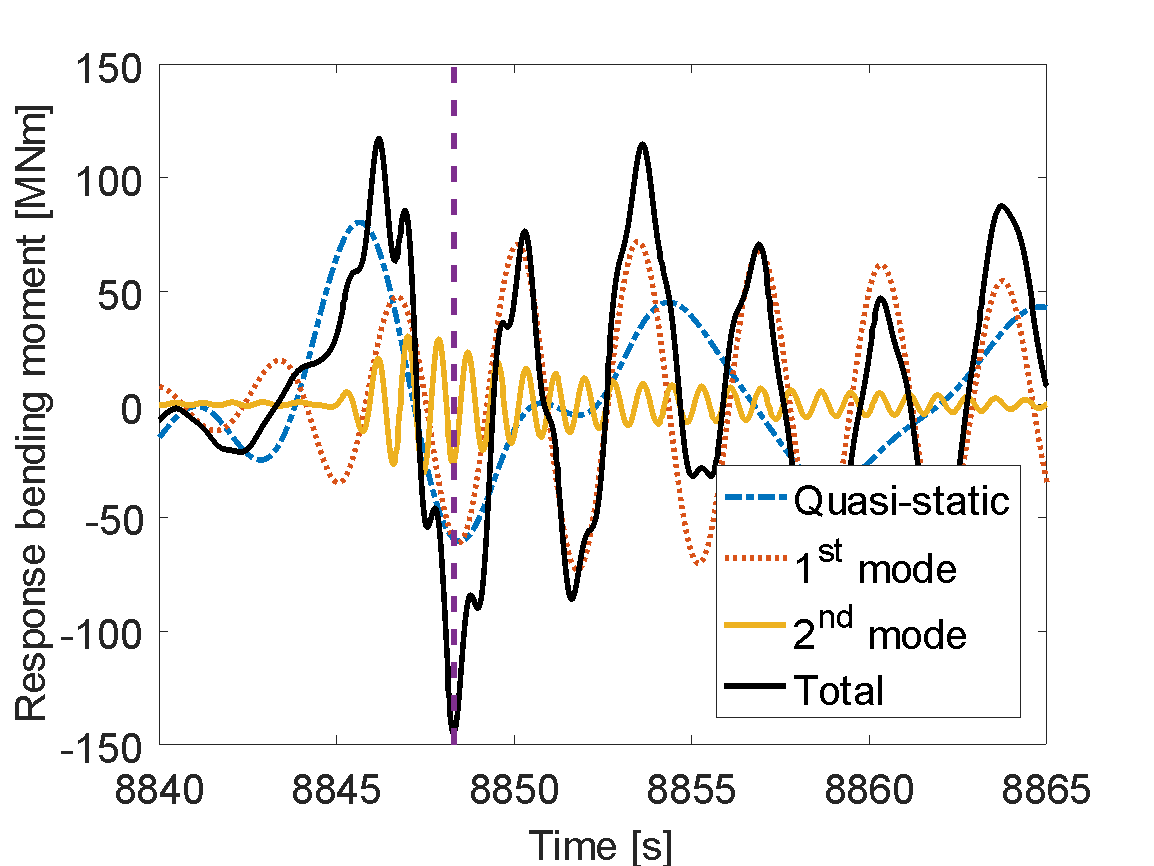 Response bending moment [MNm]
150
100
50
0
-50
-100
-150
8840 8845 8850 8855 8860 8865
Time [s]
Quasi-static
1st mode
2nd mode
Total